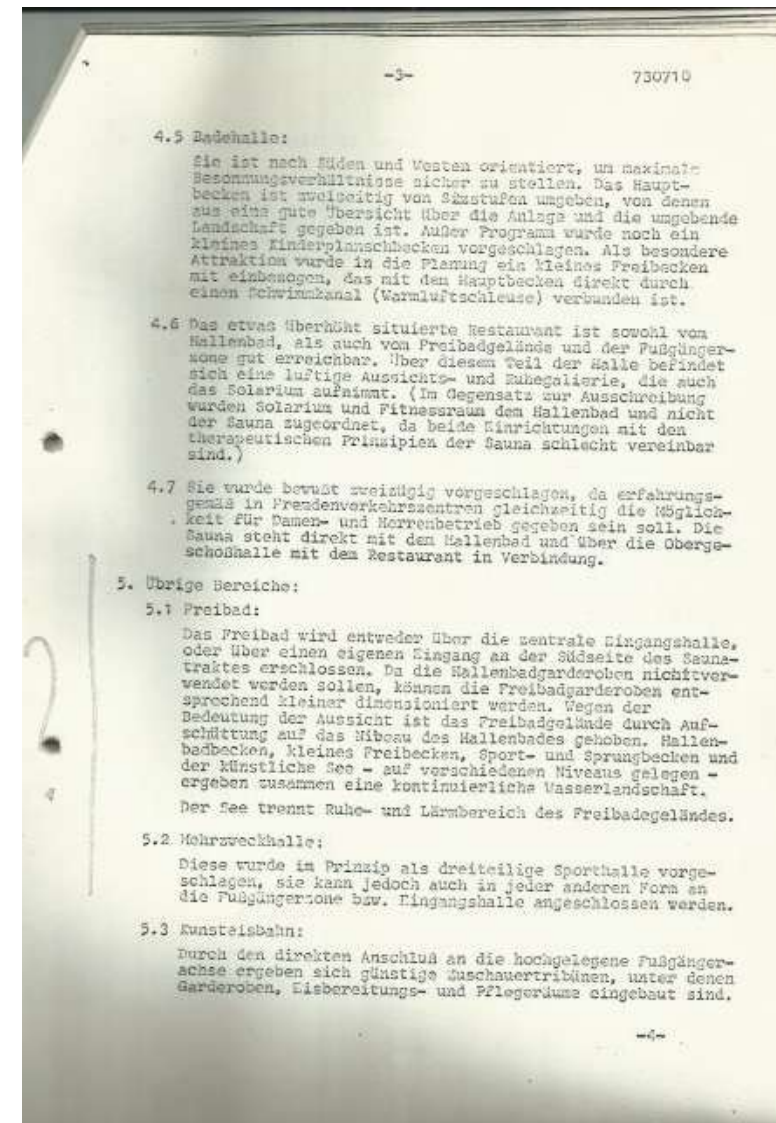 -3-
730710
4.5 Badehalle:
Sie ist nach Süden und Westen orientiert, um maximale
Besonnungsverhältnisse sicher zu stellen. Das Haupt-
becken ist zweiseitig von Sitzstufen umgeben, von denen
aus eine gute Übersicht über die Anlage und die umgebende
Landschaft gegeben ist. Außer Programm wurde noch ein
kleines Kinderplanschbecken vorgeschlagen. Als besondere
Attraktion wurde in die Planung ein kleines Freibecken
mit einbezogen, das mit dem Hauptbecken direkt durch
einen Schwimmkanal (Warmluftschleuse) verbunden ist.
4.6 Das etwas überhöht situierte Restaurant ist sowohl vom
Hallenbad, als auch vom Freibadgelände und der Fußgänger-
zone gut erreichbar. Über diesem Teil der Halle befindet
sich eine luftige Aussichts- und Ruhegalierie, die auch
das Solarium aufnimmt. (Im Gegensatz zur Ausschreibung
wurden Solarium und Fitnessraum dem Hallenbad und nicht
der Sauna zugeordnet, da beide Einrichtungen mit den
therapeutischen Prinzipien der Sauna schlecht vereinbar
sind.)
4.7 Sie wurde bewußt zweizügig vorgeschlagen, da erfahrungs-
gemäß in Fremdenverkehrszentren gleichzeitig die Möglich-
keit für Damen- und Herrenbetrieb gegeben sein soll. Die
Sauna steht direkt mit dem Hallenbad und über die Oberge-
schoßhalle mit dem Restaurant in Verbindung.
5. Übrige Bereiche:
5.1 Freibad:
Das Freibad wird entweder über die zentrale Eingangshalle,
oder über einen eigenen Eingang an der Südseite des Sauna-
traktes erschlossen. Da die Hallenbadgarderoben nichitver-
wendet werden sollen, können die Freibadgarderoben ent-
sprechend kleiner dimensioniert werden. Wegen der
Bedeutung der Aussicht ist das Freibadgelände durch Auf-
schüttung auf das Niveau des Hallenbades gehoben. Hallen-
badbecken, kleines Freibecken, Sport- und Sprungbecken und
der künstliche See - auf verschiedenen Niveaus gelegen -
ergeben zusammen eine kontinuierliche Wasserlandschaft.
Der See trennt Ruhe- und Lärmbereich des Freibadegeländes.
5.2 Mehrzweckhalle:
Diese wurde im Prinzip als dreiteilige Sporthalle vorge-
schlagen, sie kann jedoch auch in jeder anderen Form an
die Fußgängerzone bzw. Eingangshalle angeschlossen werden.
5.3 Kunsteisbahn:
Durch den direkten Anschluß an die hochgelegene Fußgänger-
achse ergeben sich günstige Zuschauertribünen, unter denen
Garderoben, Eisbereitungs- und Pflegeräume eingebaut sind.
-4-